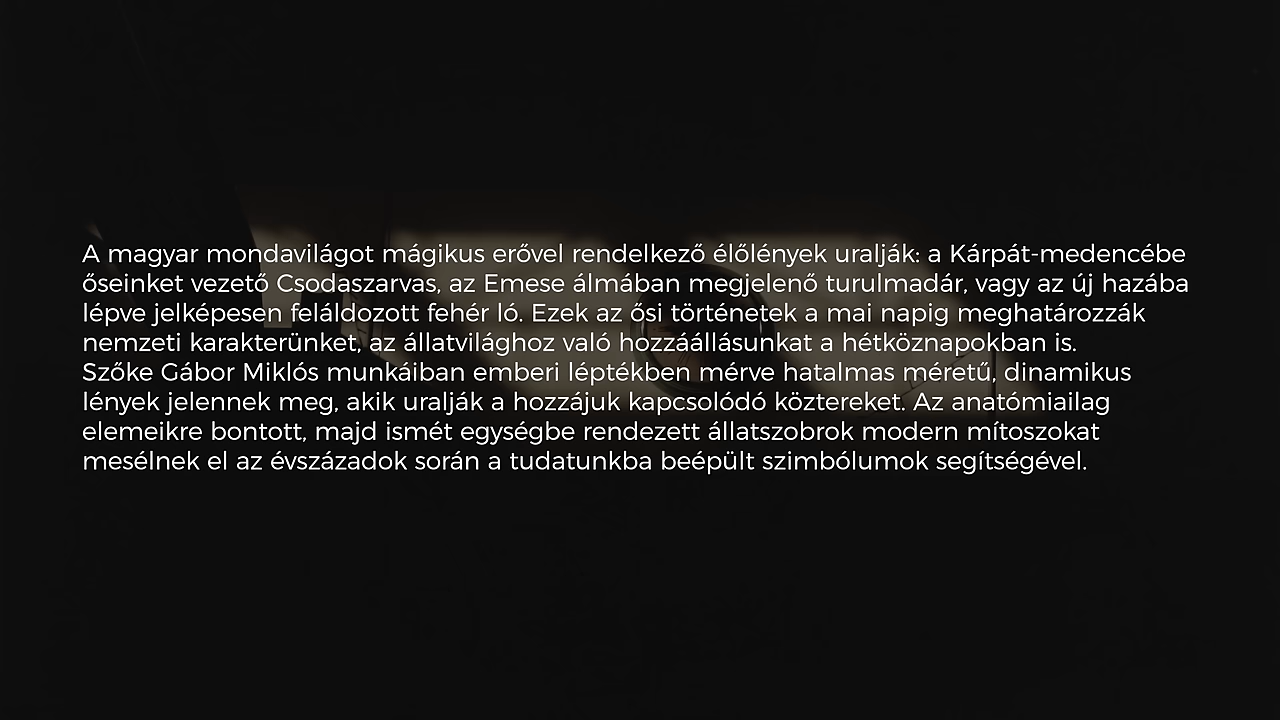 A magyar mondavilágot mágikus erővel rendelkező élőlények uralják: a Kárpát-medencébe
őseinket vezető Csodaszarvas, az Emese álmában megjelenő turulmadár, vagy az új hazába
lépve jelképesen feláldozott fehér ló. Ezek az ősi történetek a mai napig meghatározzák
nemzeti karakterünket, az állatvilághoz való hozzáállásunkat a hétköznapokban is.
Szőke Gábor Miklós munkáiban emberi léptékben mérve hatalmas méretű, dinamikus
lények jelennek meg, akik uralják a hozzájuk kapcsolódó köztereket. Az anatómiailag
elemeikre bontott, majd ismét egységbe rendezett állatszobrok modern mítoszokat
mesélnek el az évszázadok során a tudatunkba beépült szimbólumok segítségével.